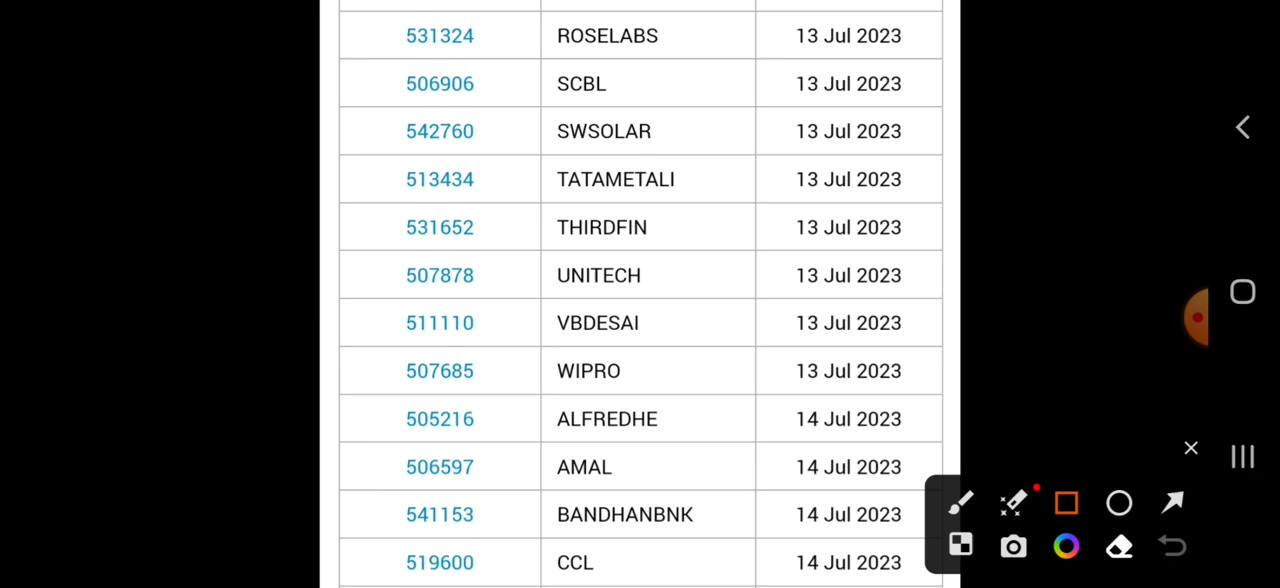 531324 ROSELABS 13 Jul 2023
506906 SCBL 13 Jul 2023
542760 SWSOLAR 13 Jul 2023
513434 TATAMETALI 13 Jul 2023
531652 THIRDFIN 13 Jul 2023
507878 UNITECH 13 Jul 2023
511110 VBDESAI 13 Jul 2023
507685 WIPRO 13 Jul 2023
505216 ALFREDHE 14 Jul 2023
506597 AMAL 14 Jul 2023
541153 BANDHANBNK 14 Jul 2023
519600 CCL 14 Jul 2023